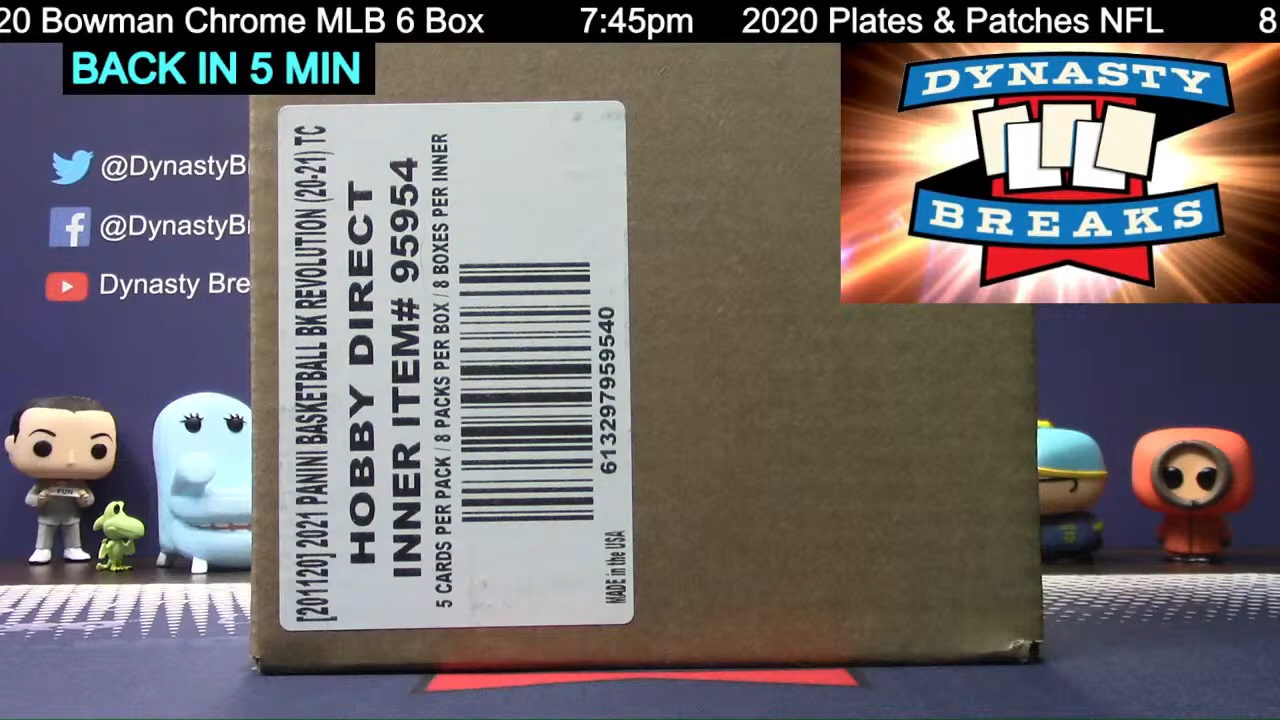 20 Bowman Chrome MLB 6 Box 7:45pm 2020 Plates & Patches NFL 8
BACK IN 5 MIN
DYNASTY
BREAKS
@DynastyB
@DynastyB
Dynasty Bre
[201120] 2021 PANINI BASKETBALL BK REVOLUTION (20-21) TC
HOBBY DIRECT
INNER ITEM# 95954
5 CARDS PER PACK / 8 PACKS PER BOX / 8 BOXES PER INNER
613297959540
MADE in the USA
FUN